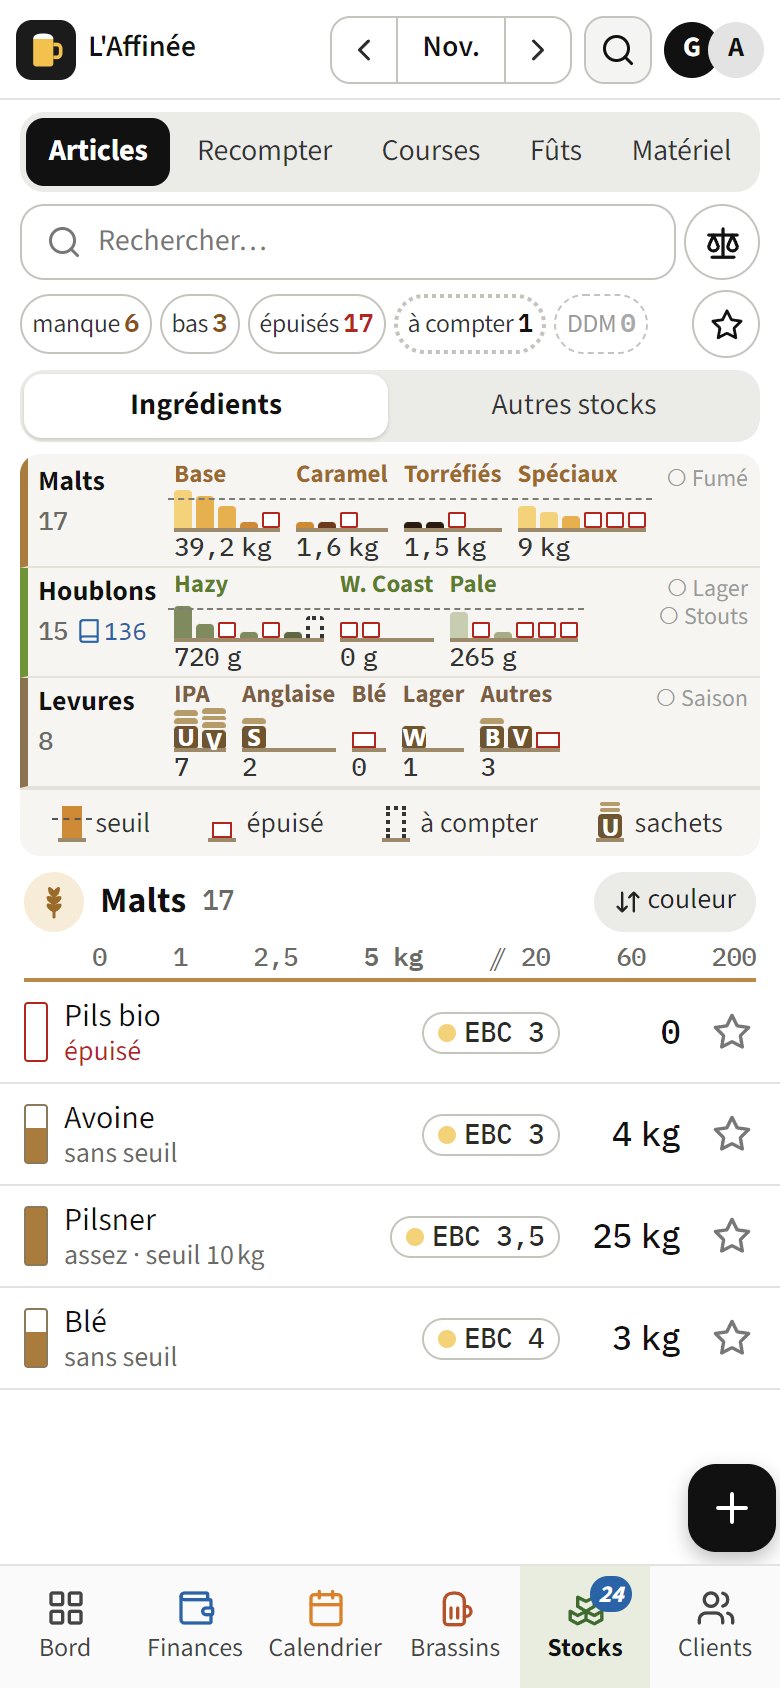 L'Affinée
Nov.
G A
Articles Recompter Courses Fûts Matériel
Rechercher...
manque 6 bas 3 épuisés 17 à compter 1 DDM 0
Ingrédients Autres stocks
Malts Base Caramel Torréfiés Spéciaux Fumé
17
39,2 kg 1,6 kg 1,5 kg 9 kg
Houblons Hazy W. Coast Pale Lager
15 136 Stouts
720 g 0 g 265 g
Levures IPA Anglaise Blé Lager Autres Saison
8 U V S W B V
7 2 0 1 3
seuil épuisé à compter U sachets
Malts 17 couleur
0 1 2,5 5 kg // 20 60 200
Pils bio EBC 3 0
épuisé
Avoine EBC 3 4 kg
sans seuil
Pilsner EBC 3,5 25 kg
assez · seuil 10 kg
Blé EBC 4 3 kg
sans seuil
24
Bord Finances Calendrier Brassins Stocks Clients